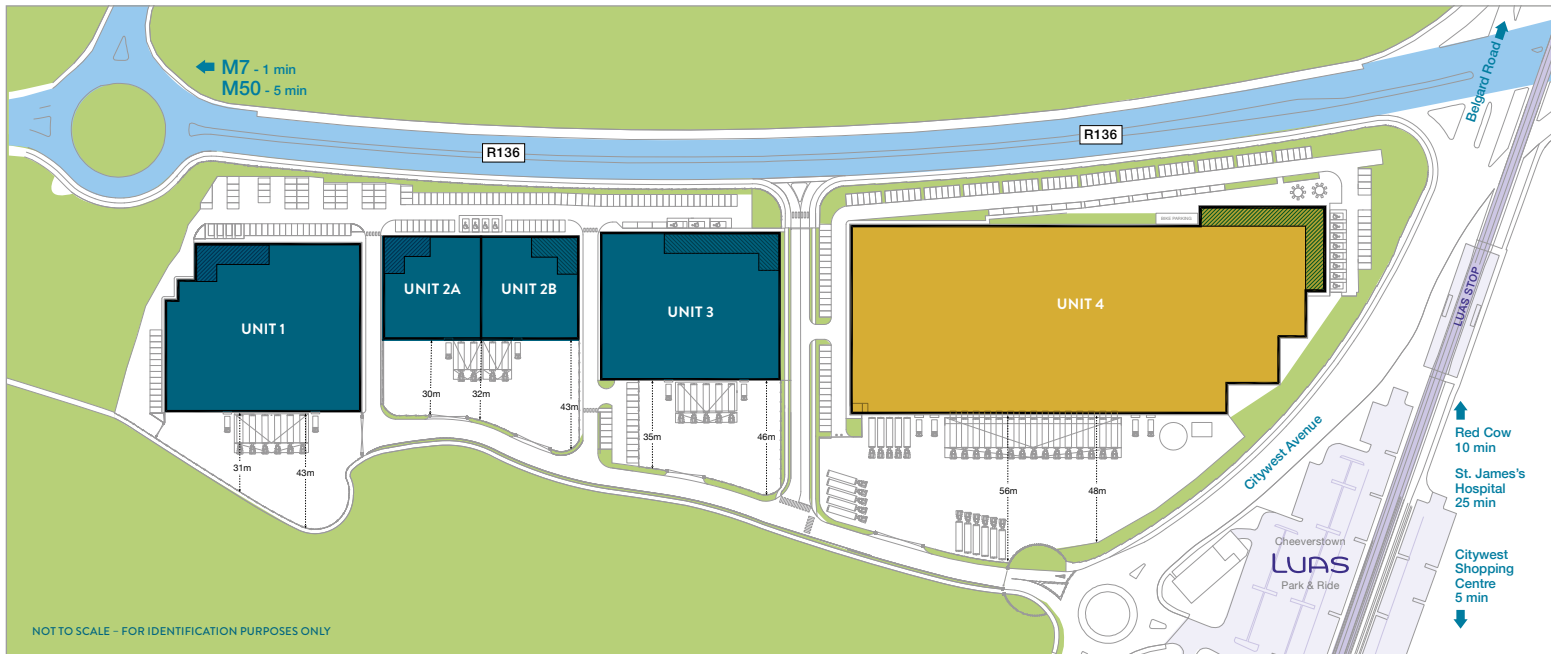 M7 - 1 min
M50 - 5 min
R136
R136
Belgard Road
BIKE PARKING
UNIT 1
UNIT 2A
UNIT 2B
UNIT 3
UNIT 4
LUAS STOP
30m
32m
43m
35m
46m
31m
43m
56m
48m
Citywest Avenue
Red Cow
10 min
St. James's
Hospital
25 min
Cheeverstown
LUAS
Park & Ride
Citywest
Shopping
Centre
5 min
NOT TO SCALE – FOR IDENTIFICATION PURPOSES ONLY